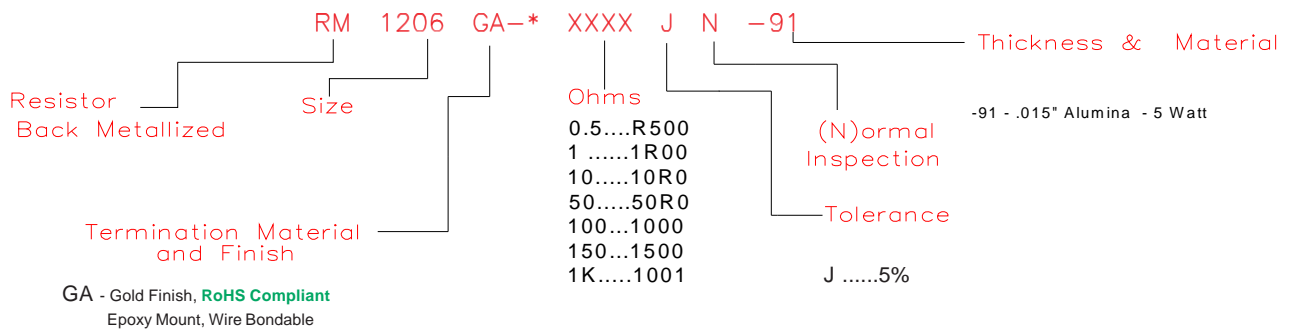 RM 1206 GA-* XXXX J N -91
Thickness & Material
-91 - .015" Alumina - 5 Watt
Resistor
Back Metallized
Size
Ohms
0.5....R500
1 ......1R00
10.....10R0
50.....50R0
100...1000
150...1500
1K.....1001
(N)ormal
Inspection
Tolerance
J ......5%
Termination Material
and Finish
GA - Gold Finish, RoHS Compliant
Epoxy Mount, Wire Bondable